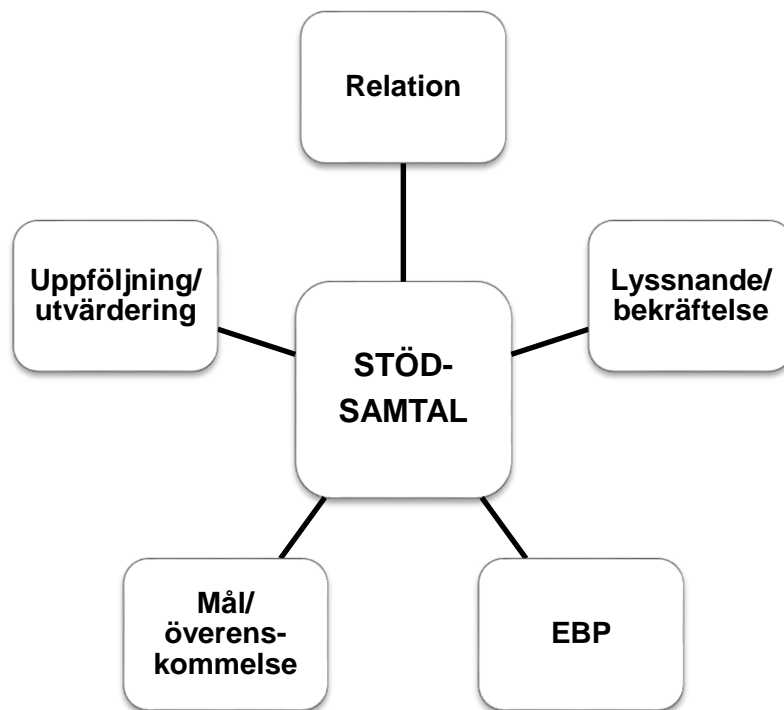 Relation
Uppföljning/
utvärdering
Lyssnande/
bekräftelse
STÖD-
SAMTAL
Mål/
överens-
kommelse
EBP